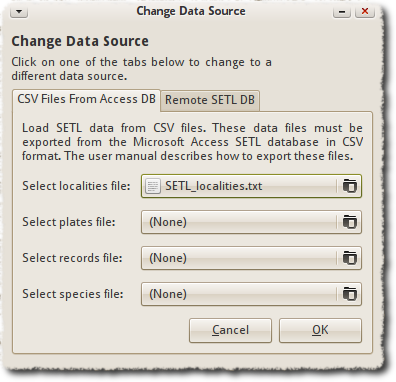 Change Data Source
Change Data Source
Click on one of the tabs below to change to a
different data source.
CSV Files From Access DB
Remote SETL DB
Load SETL data from CSV files. These data files must be
exported from the Microsoft Access SETL database in CSV
format. The user manual describes how to export these files.
Select localities file: SETL_localities.txt
Select plates file: (None)
Select records file: (None)
Select species file: (None)
Cancel OK